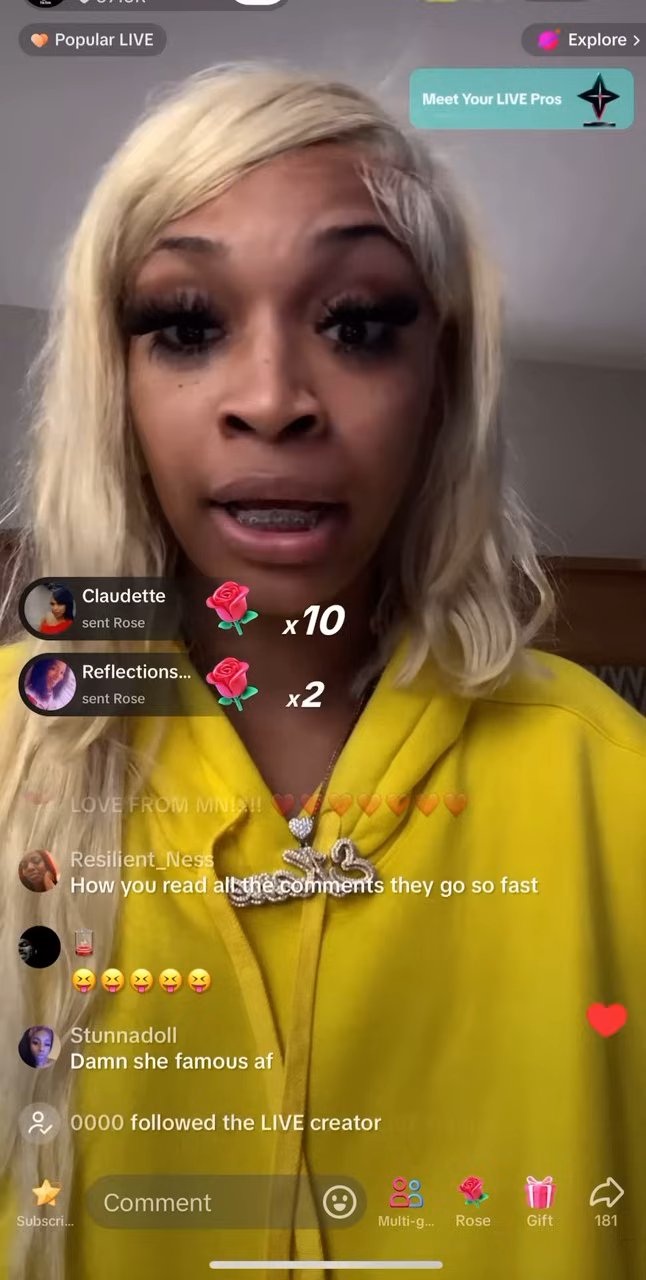 Popular LIVE
Explore >
Meet Your LIVE Pros
Claudette
sent Rose
x10
Reflections...
sent Rose
x2
LOVE FROM MN!!!! ❤️🧡❤️🧡🧡❤️🧡
Resilient_Ness
How you read all the comments they go so fast
😝😝😝😝😝
Stunnadoll
Damn she famous af
0000 followed the LIVE creator
Subscri...
Comment
Multi-g...
Rose
Gift
181